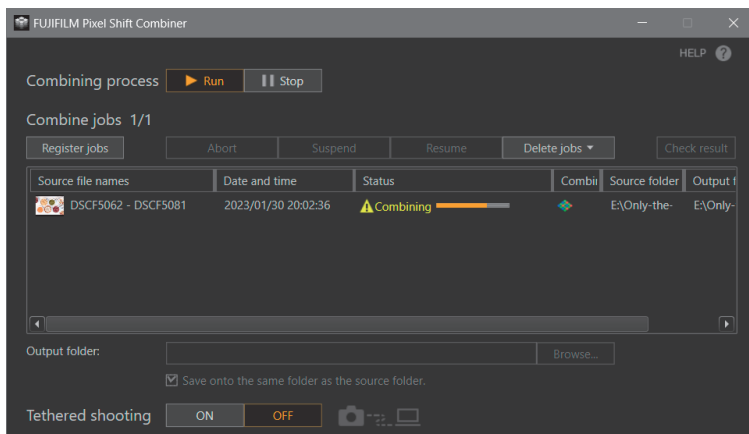 FUJIFILM Pixel Shift Combiner
HELP ?
Combining process Run Stop
Combine jobs 1/1
Register jobs Abort Suspend Resume Delete jobs Check result
Source file names Date and time Status Combin Source folder Output f
DSCF5062 - DSCF5081 2023/01/30 20:02:36 Combining E:\Only-the- E:\Only-
Output folder: Browse...
Save onto the same folder as the source folder.
Tethered shooting ON OFF